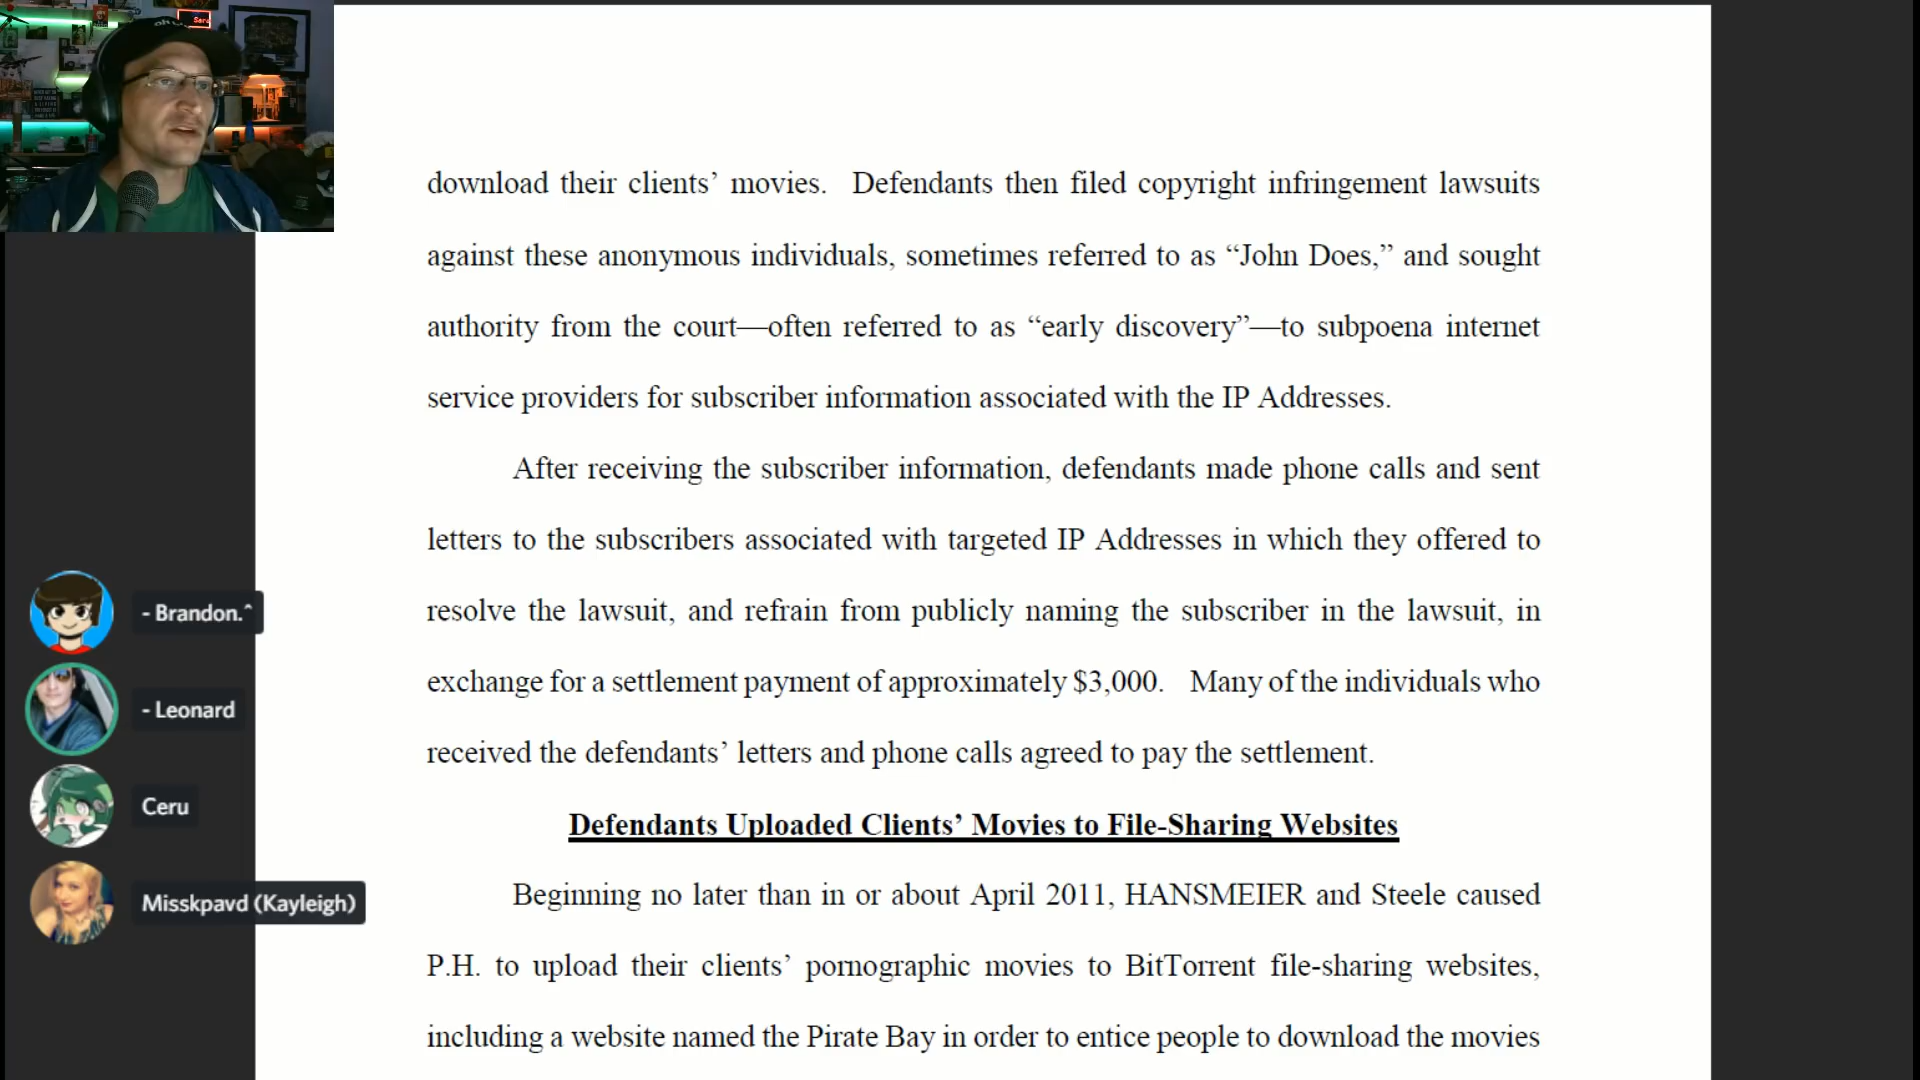 download their clients’ movies. Defendants then filed copyright infringement lawsuits
against these anonymous individuals, sometimes referred to as “John Does,” and sought
authority from the court—often referred to as “early discovery”—to subpoena internet
service providers for subscriber information associated with the IP Addresses.
After receiving the subscriber information, defendants made phone calls and sent
letters to the subscribers associated with targeted IP Addresses in which they offered to
resolve the lawsuit, and refrain from publicly naming the subscriber in the lawsuit, in
exchange for a settlement payment of approximately $3,000. Many of the individuals who
received the defendants’ letters and phone calls agreed to pay the settlement.
Defendants Uploaded Clients’ Movies to File-Sharing Websites
Beginning no later than in or about April 2011, HANSMEIER and Steele caused
P.H. to upload their clients’ pornographic movies to BitTorrent file-sharing websites,
including a website named the Pirate Bay in order to entice people to download the movies
- Brandon.^
- Leonard
Ceru
Misskpavd (Kayleigh)